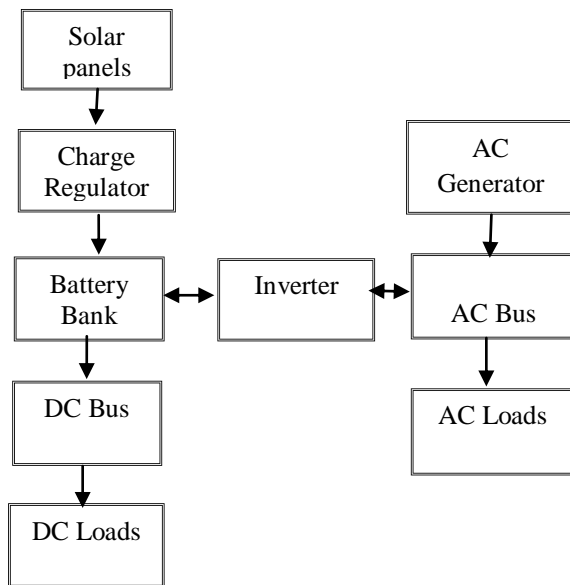 Solar
panels
Charge
Regulator
AC
Generator
Battery
Bank
Inverter
AC Bus
DC Bus
AC Loads
DC Loads